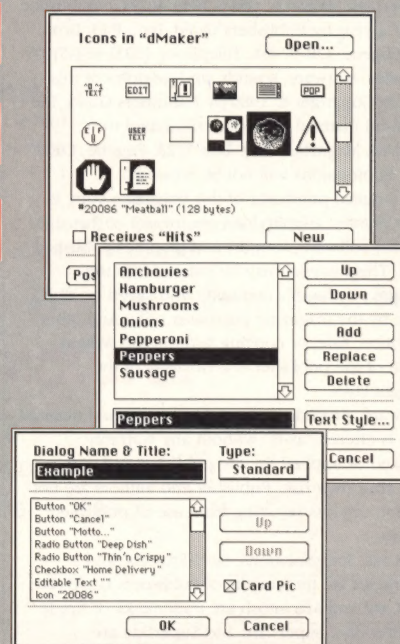 Icons in “dMaker”
Open...
^D ^S
TEXT
EDIT
POP
E F
USER
TEXT
#20086 "Meatball" (128 bytes)
Receives “Hits”
New
Pos
Anchovies
Hamburger
Mushrooms
Onions
Pepperoni
Peppers
Sausage
Peppers
Up
Down
Add
Replace
Delete
Text Style...
Cancel
Dialog Name & Title:
Type:
Example
Standard
Button "OK"
Button "Cancel"
Button "Motto..."
Radio Button "Deep Dish"
Radio Button "Thin'n Crispy"
Checkbox "Home Delivery"
Editable Text ""
Icon "20086"
Up
Down
Card Pic
OK
Cancel